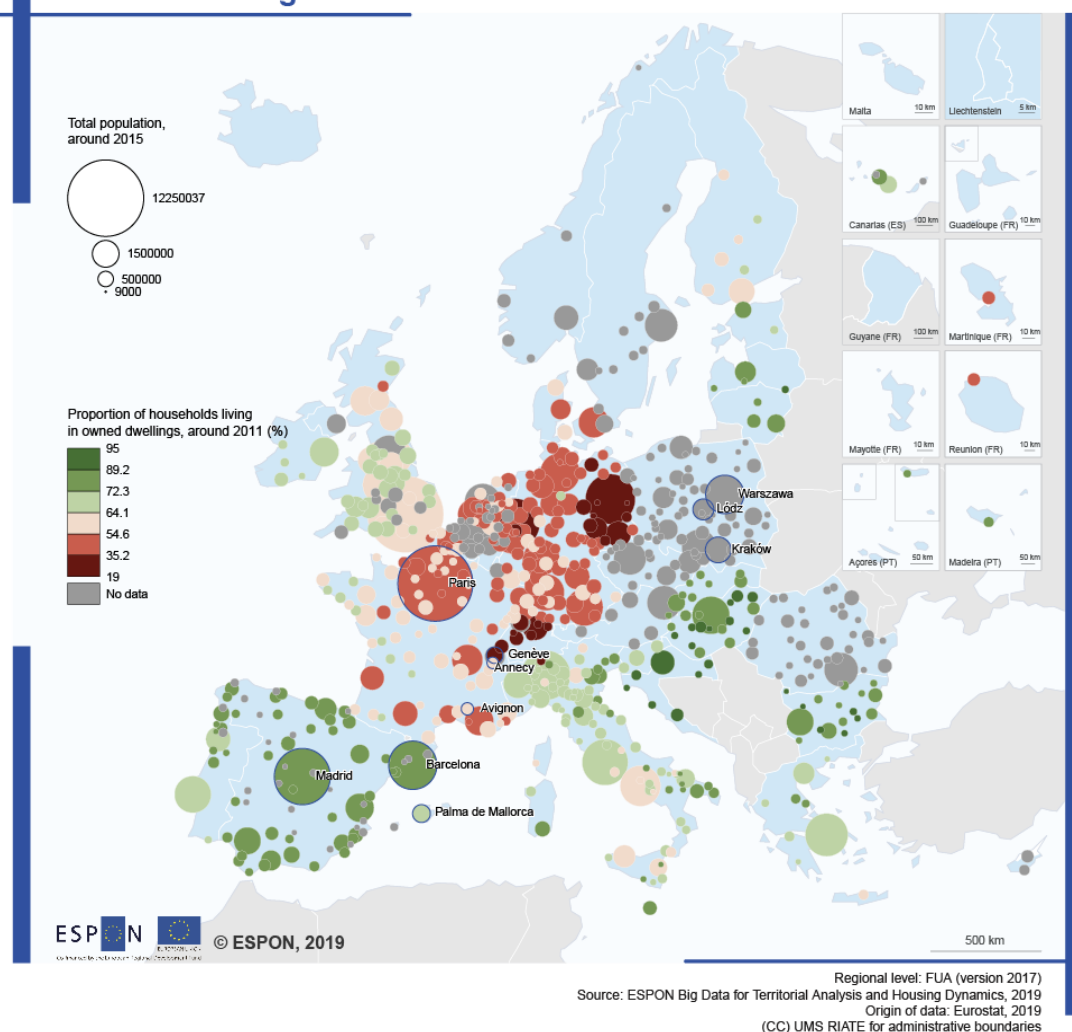 Total population,
around 2015
12250037
1500000
500000
9000
Proportion of households living
in owned dwellings, around 2011 (%)
95
89.2
72.3
64.1
54.6
35.2
19
No data
Malta
10 km
Liechtenstein
5 km
Canarias (ES)
100 km
Guadeloupe (FR)
10 km
Guyane (FR)
100 km
Martinique (FR)
10 km
Mayotte (FR)
10 km
Reunion (FR)
10 km
Açores (PT)
50 km
Madeira (PT)
50 km
Warszawa
Łódź
Kraków
Paris
Genève
Annecy
Avignon
Barcelona
Madrid
Palma de Mallorca
ESPON
© ESPON, 2019
500 km
Regional level: FUA (version 2017)
Source: ESPON Big Data for Territorial Analysis and Housing Dynamics, 2019
Origin of data: Eurostat, 2019
(CC) UMS RIATE for administrative boundaries